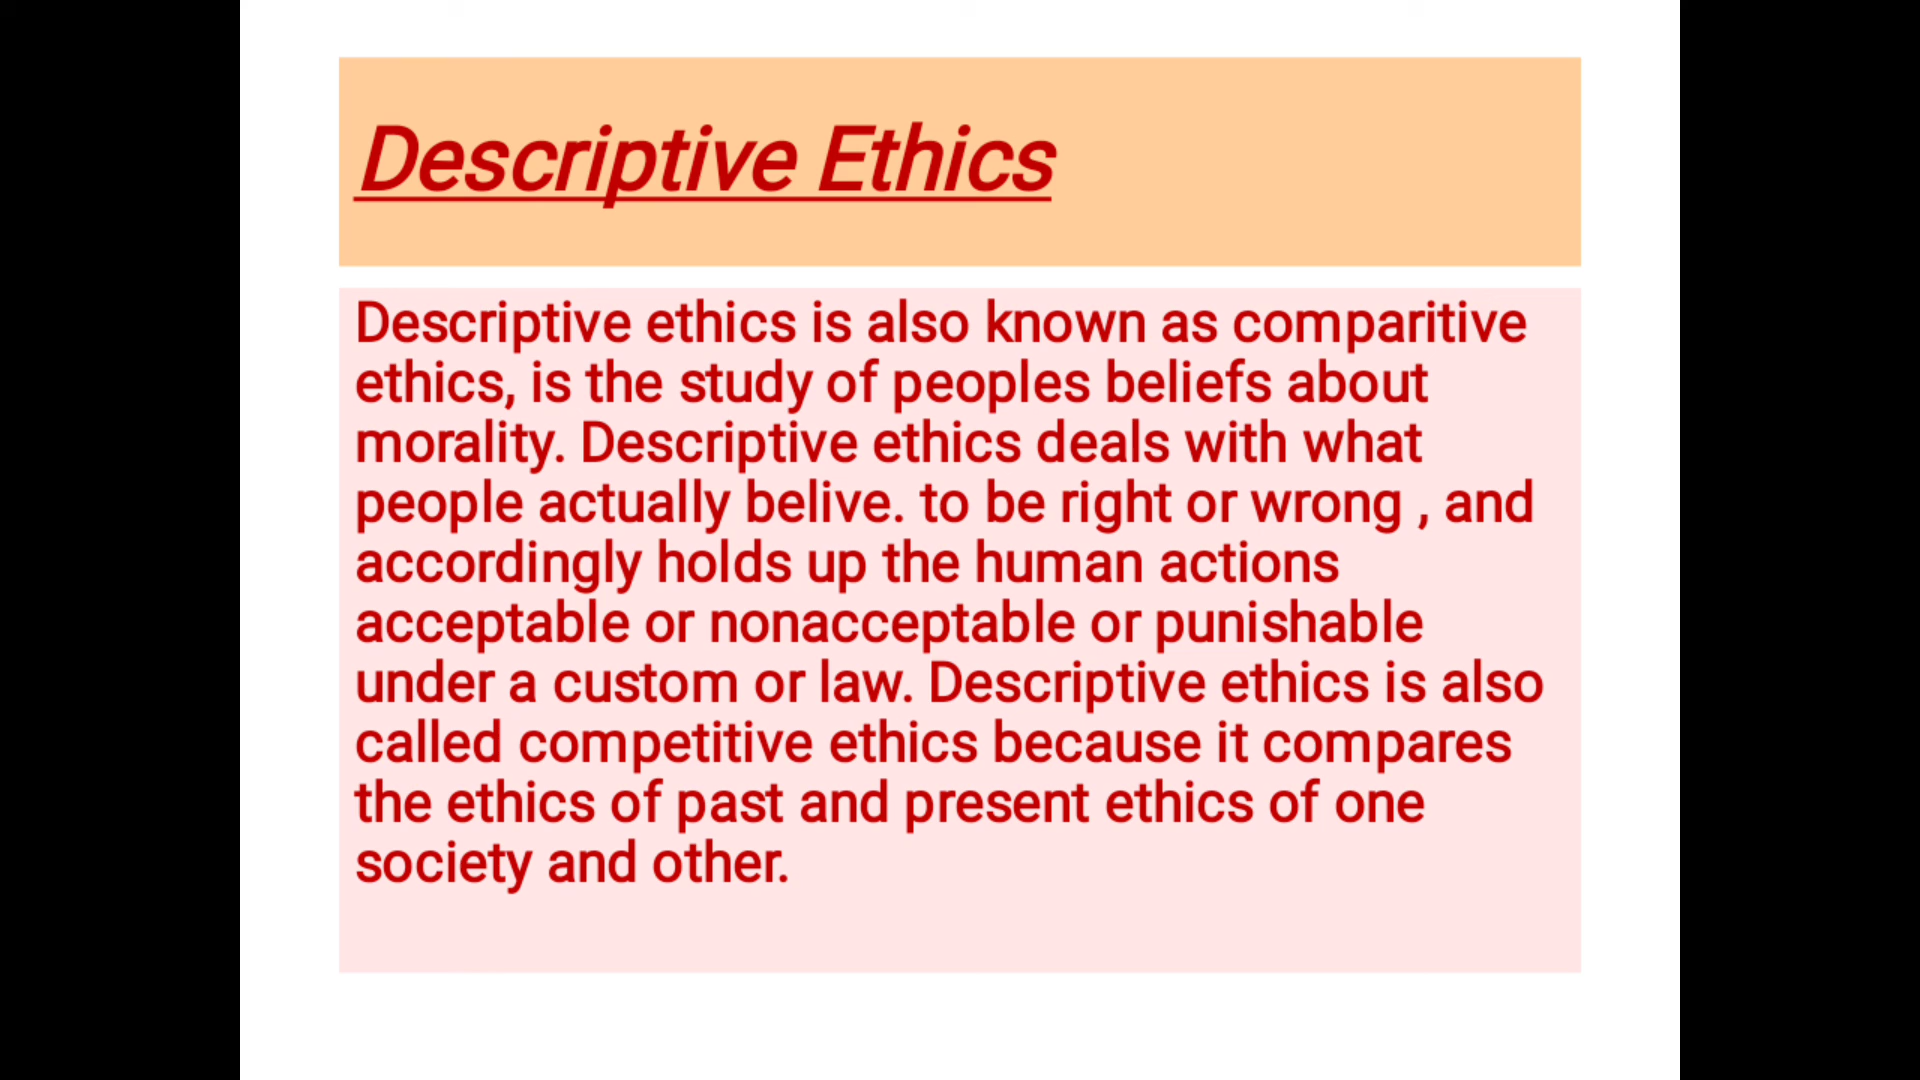 Descriptive Ethics
Descriptive ethics is also known as comparitive
ethics, is the study of peoples beliefs about
morality. Descriptive ethics deals with what
people actually belive. to be right or wrong , and
accordingly holds up the human actions
acceptable or nonacceptable or punishable
under a custom or law. Descriptive ethics is also
called competitive ethics because it compares
the ethics of past and present ethics of one
society and other.